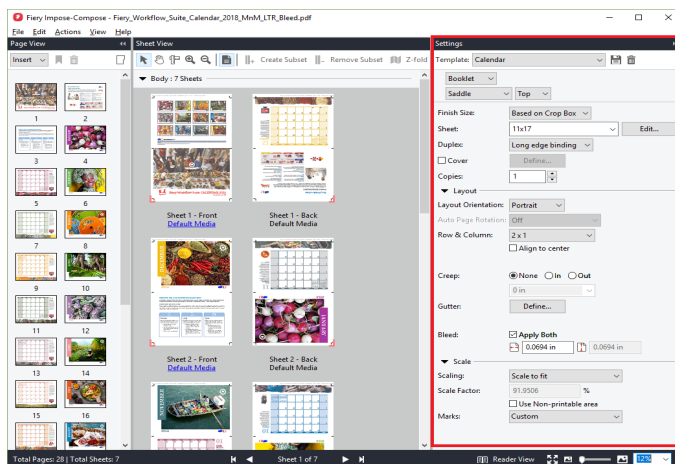 Fiery Impose-Compose - Fiery_Workflow_Suite_Calendar_2018_MnM_LTR_Bleed.pdf
File Edit Actions View Help
Page View
Sheet View
Settings
Insert
Create Subset
Remove Subset
Z-fold
Template: Calendar
Body : 7 Sheets
Booklet
Saddle Top
1 2
3 4
5 6
7 8
9 10
11 12
13 14
15 16
Sheet 1 - Front
Default Media
Sheet 1 - Back
Default Media
Sheet 2 - Front
Default Media
Sheet 2 - Back
Default Media
NOVEMBER
Finish Size: Based on Crop Box
Sheet: 11x17 Edit...
Duplex: Long edge binding
Cover Define...
Copies: 1
Layout
Layout Orientation: Portrait
Auto Page Rotation: Off
Row & Column: 2 x 1
Align to center
Creep: None In Out
0 in
Gutter: Define...
Bleed: Apply Both
0.0694 in 0.0694 in
Scale
Scaling: Scale to fit
Scale Factor: 91.9506 %
Use Non-printable area
Marks: Custom
Total Pages: 28 | Total Sheets: 7
Sheet 1 of 7
Reader View
12%